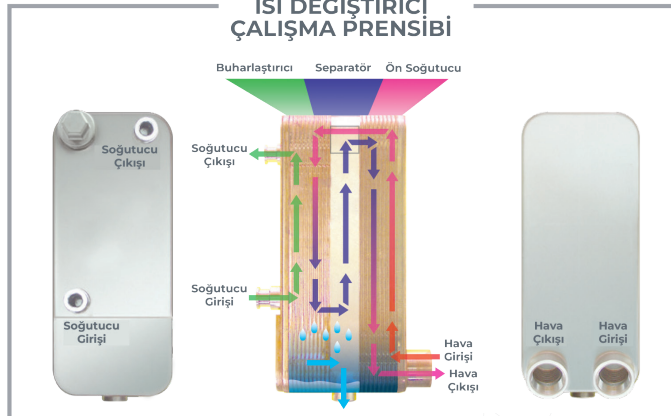 ISI DEĞİŞTİRİCİ
ÇALIŞMA PRENSİBİ
Buharlaştırıcı Separatör Ön Soğutucu
Soğutucu
Çıkışı
Soğutucu
Girişi
Soğutucu
Çıkışı
Soğutucu
Girişi
Hava
Girişi
Hava
Çıkışı
Hava
Çıkışı
Hava
Girişi